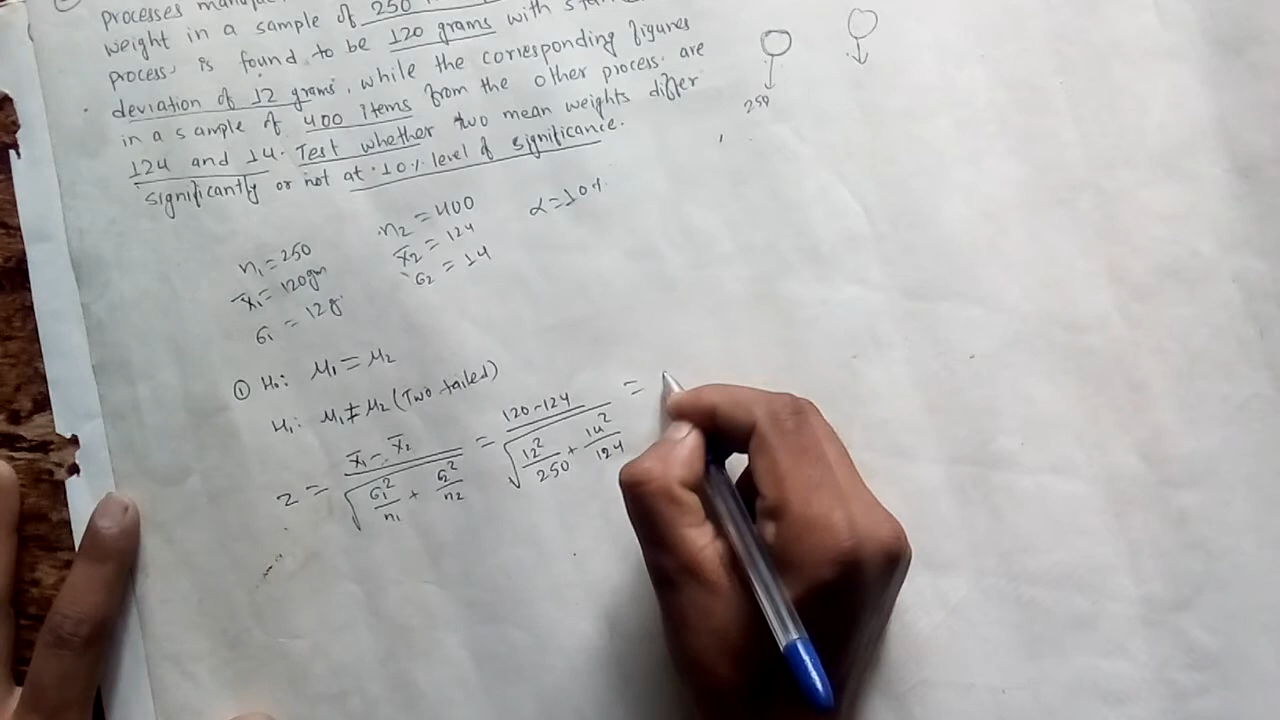 processes
weight in a sample of 250
process, is found to be 120 grams with
deviation of 12 grams, while the corresponding figures
in a sample of 400 items from the other process. are
124 and 14. Test whether two mean weights differ
significantly or not at 10% level of significance.
250
n₁ = 250 n₂ = 400 α = 10%
x̄₁ = 120gm x̄₂ = 124
σ₁ = 12g σ₂ = 14
① H₀: μ₁ = μ₂
H₁: μ₁ ≠ μ₂ (Two tailed)
z = (x̄₁ - x̄₂) / √(σ₁²/n₁ + σ²/n₂) = (120-124) / √(12²/250 + 14²/124) =